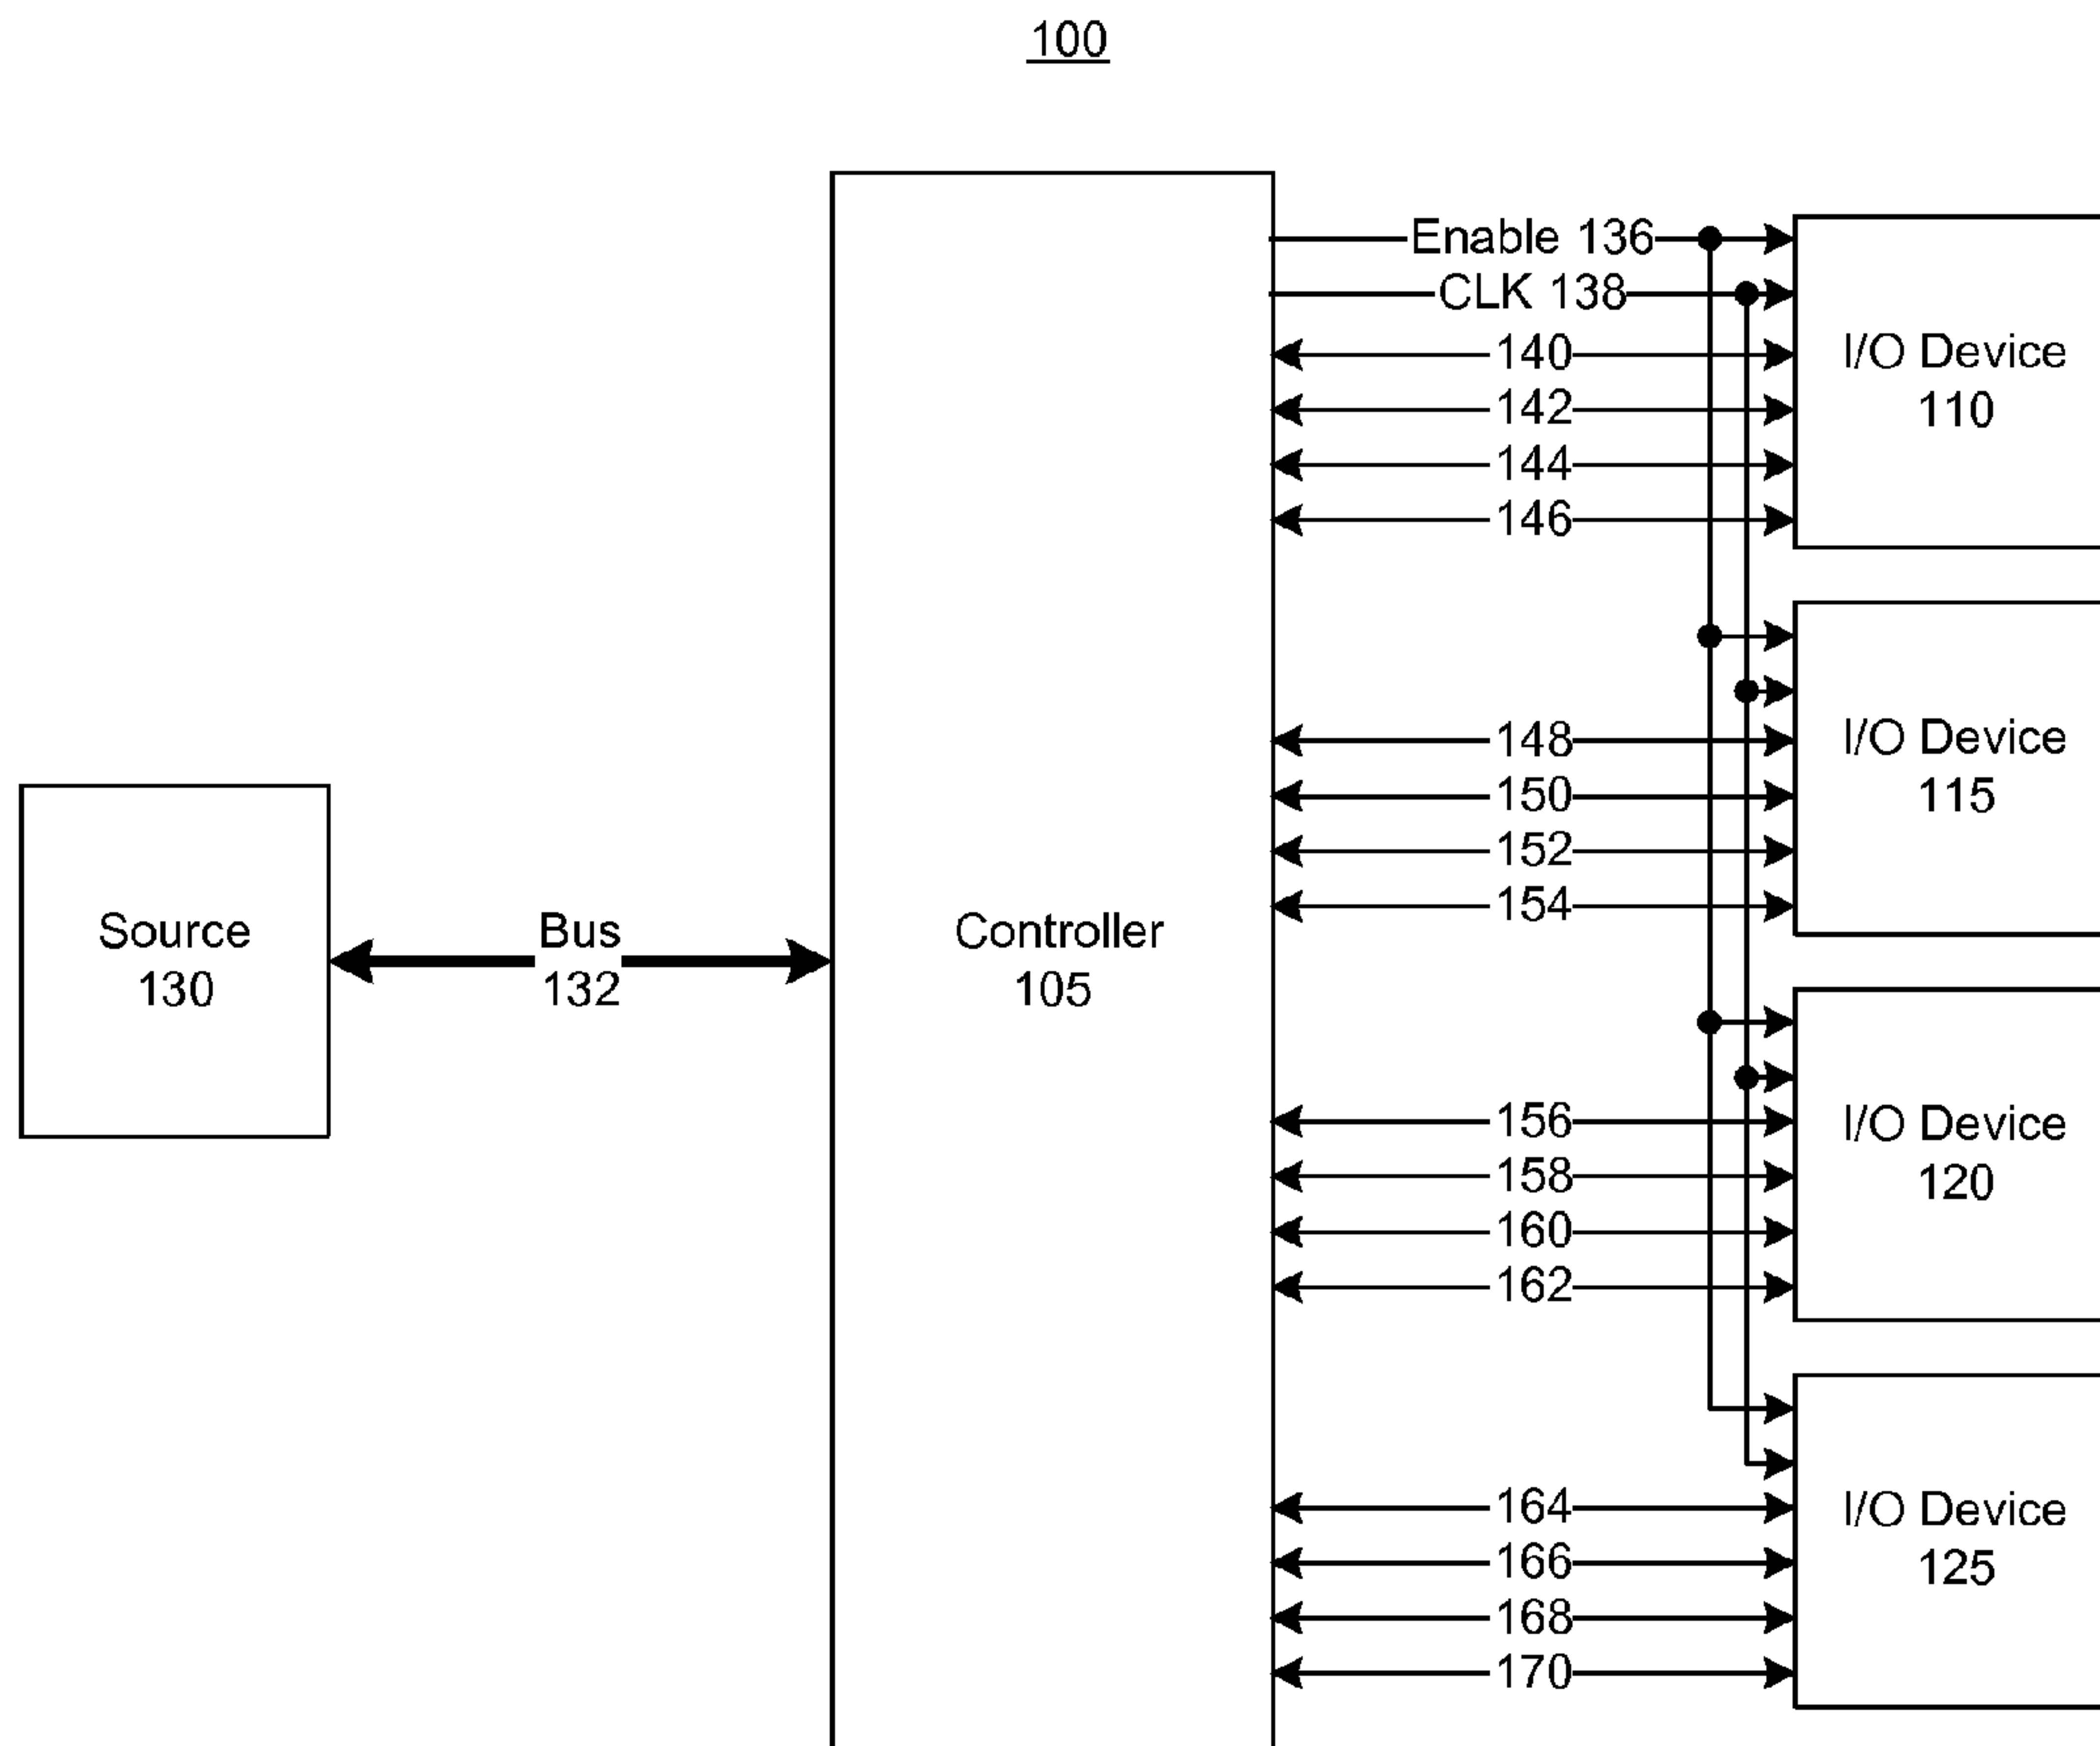 100
Enable 136
CLK 138
140
142
144
146
I/O Device
110
148
150
152
154
I/O Device
115
Source
130
Bus
132
Controller
105
156
158
160
162
I/O Device
120
164
166
168
170
I/O Device
125